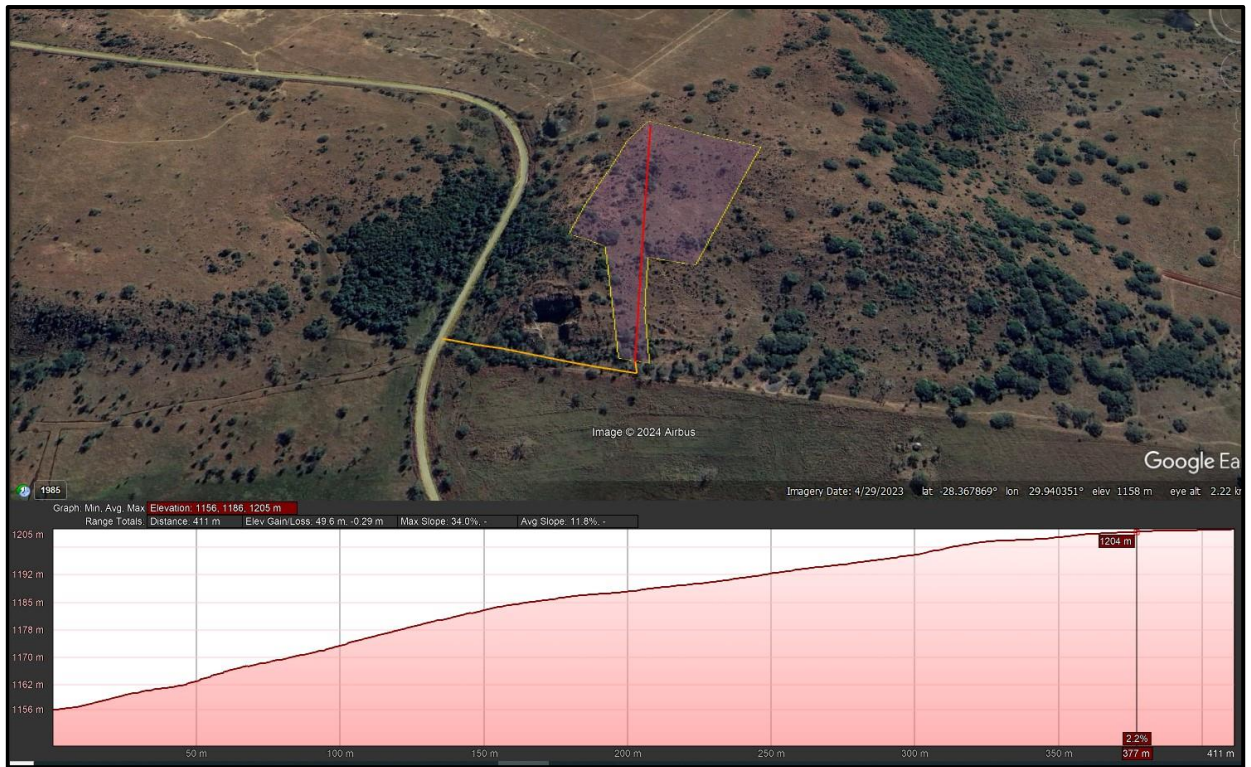 Image © 2024 Airbus
Google Ea
1985
Imagery Date: 4/29/2023 lat -28.367869° lon 29.940351° elev 1158 m eye alt 2.22 kr
Graph: Min, Avg, Max Elevation: 1156, 1186, 1205 m
Range Totals: Distance: 411 m Elev Gain/Loss: 49.6 m, -0.29 m Max Slope: 34.0%, - Avg Slope: 11.8%, -
1205 m
1204 m
1192 m
1185 m
1178 m
1170 m
1162 m
1156 m
2.2%
50 m 100 m 150 m 200 m 250 m 300 m 350 m 377 m 411 m